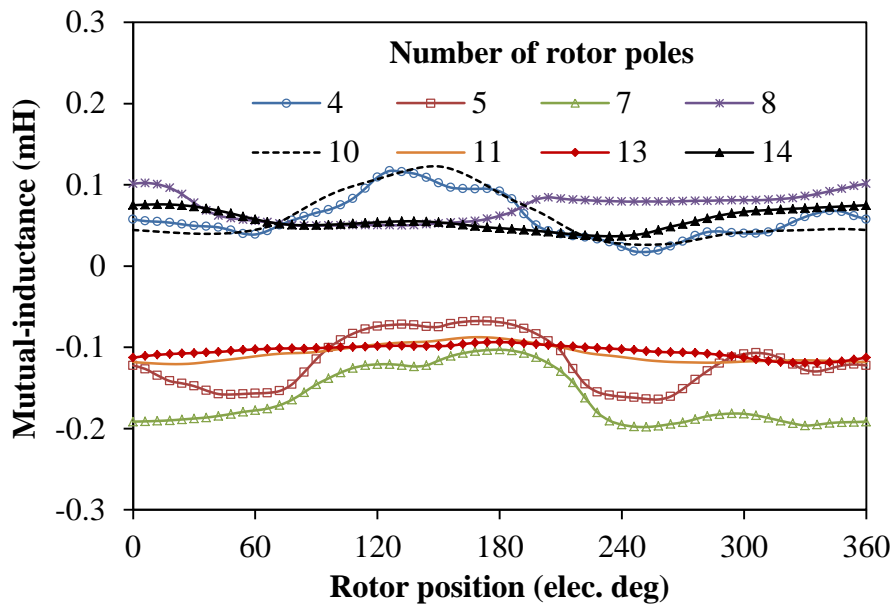 0.3
0.2
0.1
0
-0.1
-0.2
-0.3
Mutual-inductance (mH)
Number of rotor poles
4 5 7 8
10 11 13 14
0 60 120 180 240 300 360
Rotor position (elec. deg)